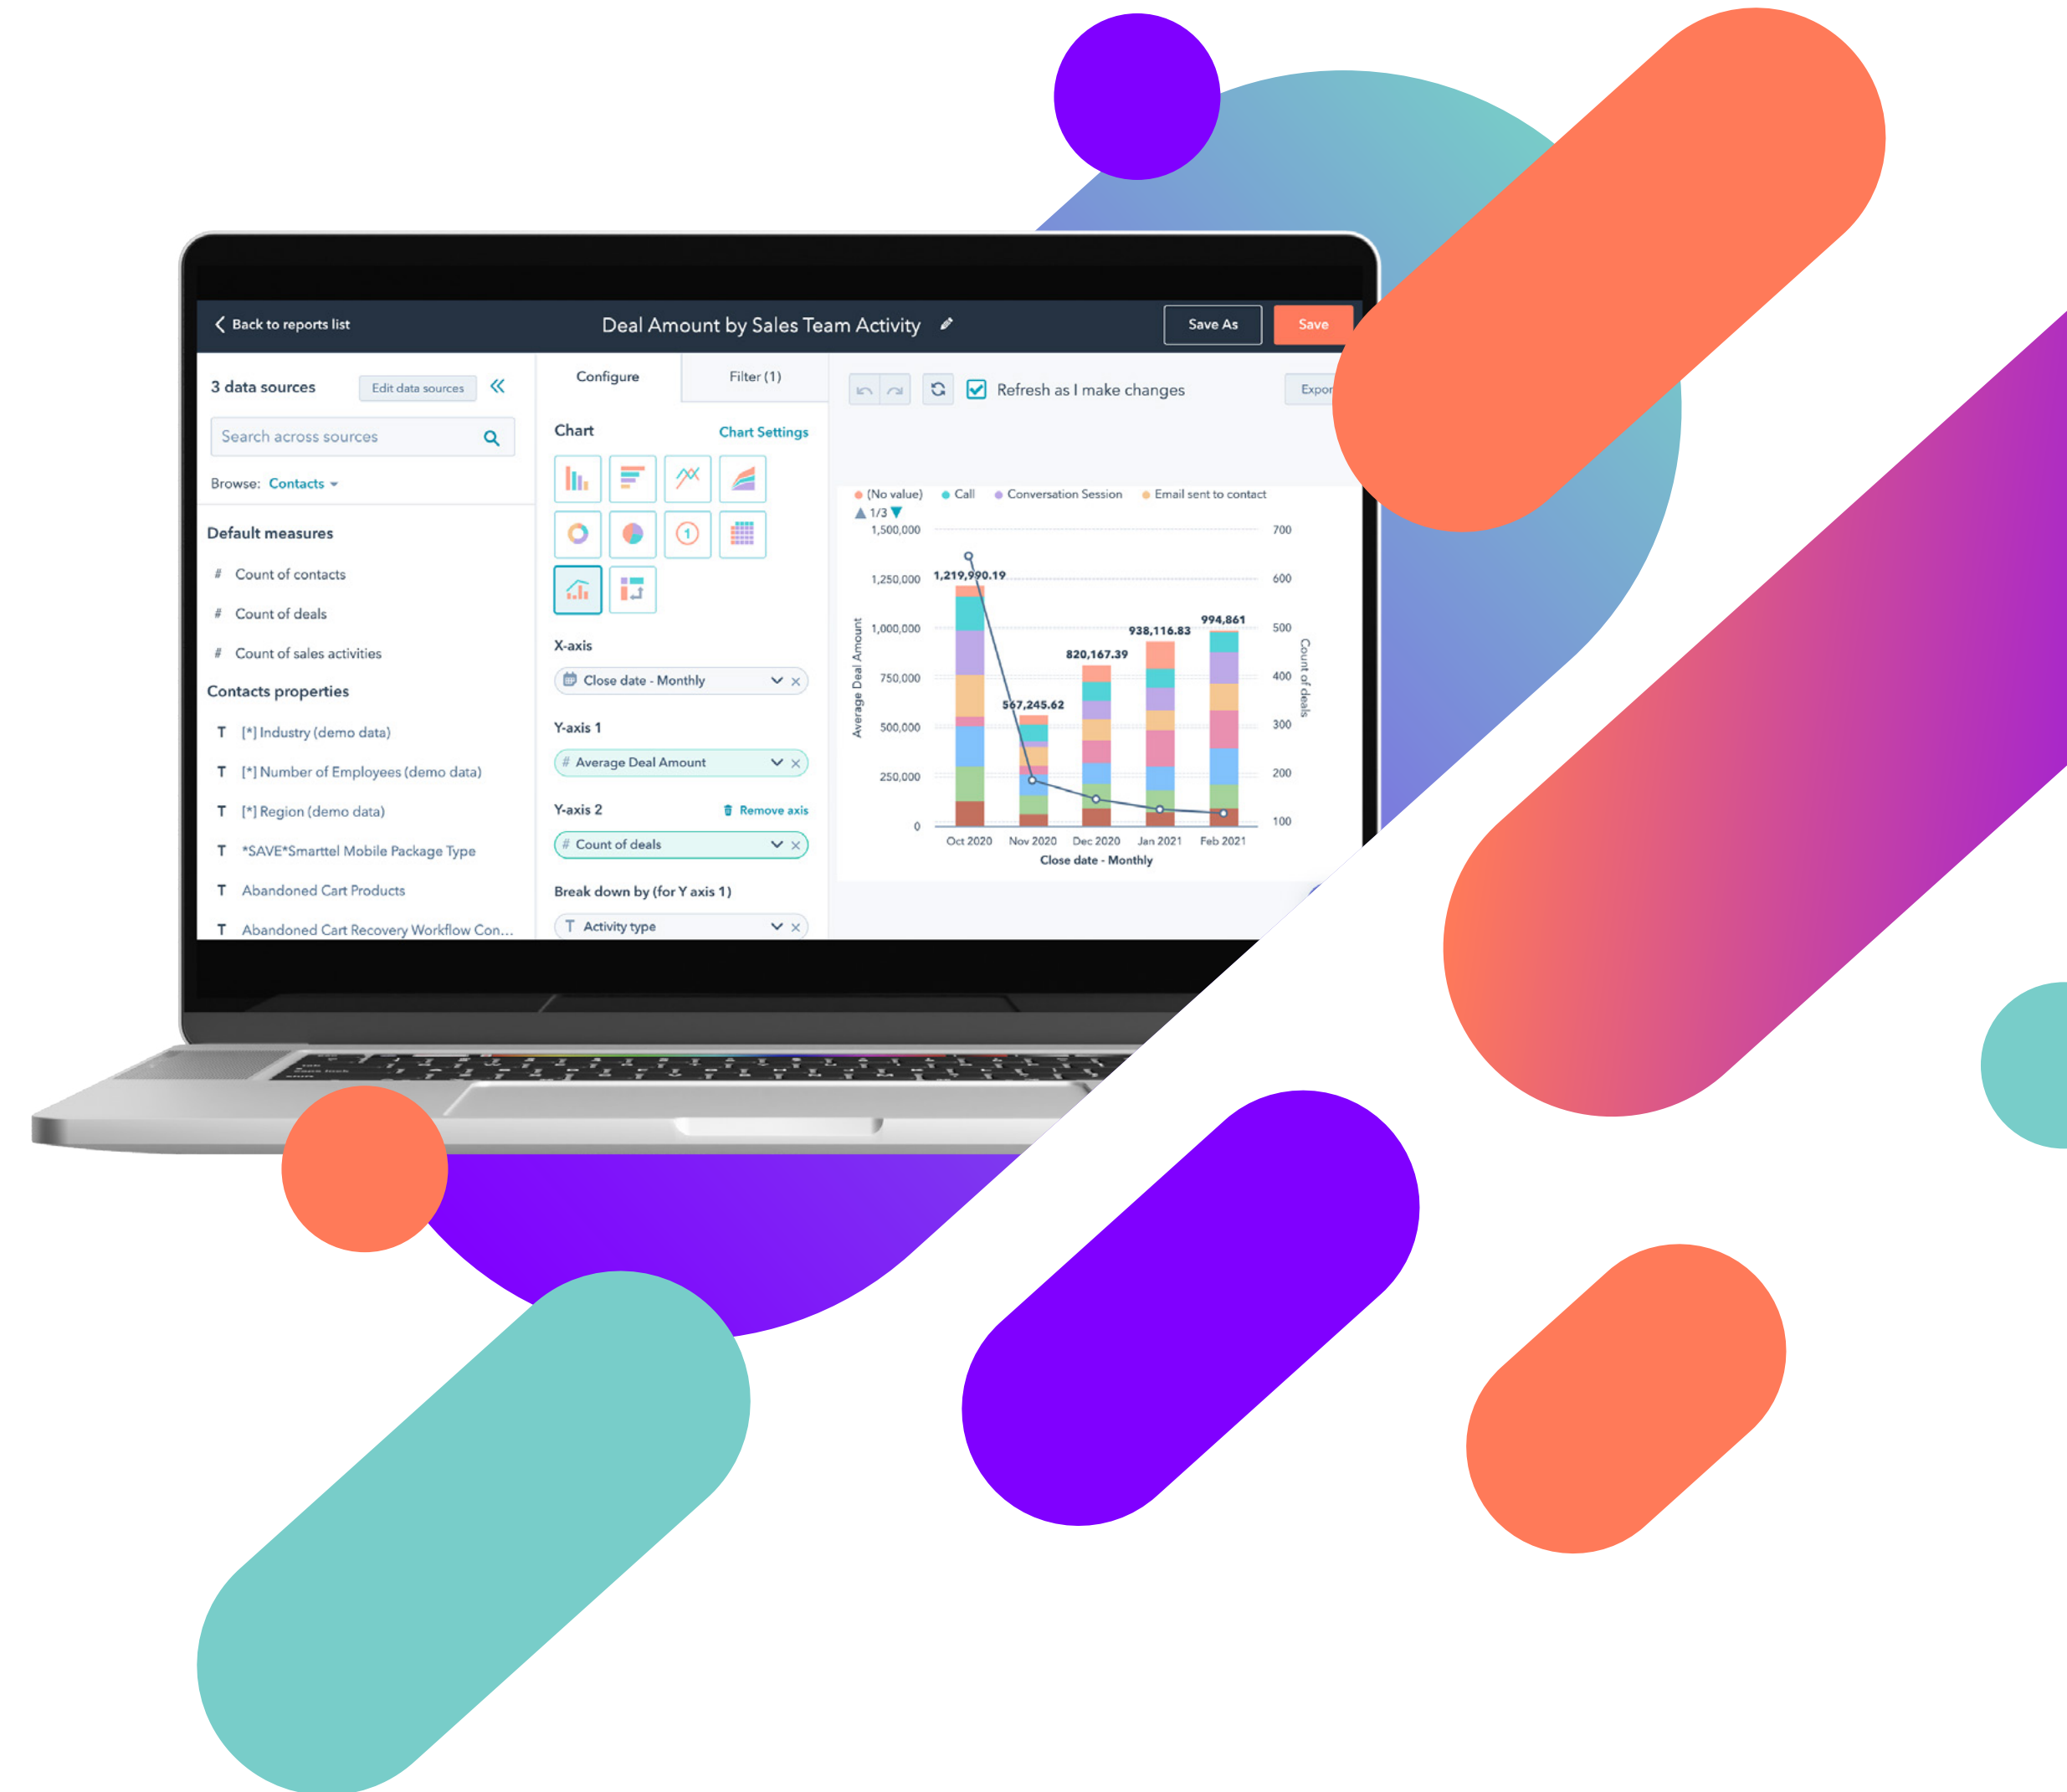 Back to reports list
Deal Amount by Sales Team Activity
Save As
Save
3 data sources
Edit data sources
Search across sources
Browse: Contacts
Default measures
# Count of contacts
# Count of deals
# Count of sales activities
Contacts properties
T [*] Industry (demo data)
T [*] Number of Employees (demo data)
T [*] Region (demo data)
T *SAVE*Smarttel Mobile Package Type
T Abandoned Cart Products
T Abandoned Cart Recovery Workflow Con...
Configure
Filter (1)
Chart
Chart Settings
1
X-axis
Close date - Monthly
Y-axis 1
# Average Deal Amount
Y-axis 2
Remove axis
# Count of deals
Break down by (for Y axis 1)
T Activity type
Refresh as I make changes
Expor
(No value) Call Conversation Session Email sent to contact
1/3
1,500,000
1,250,000
1,000,000
750,000
500,000
250,000
0
Average Deal Amount
1,219,990.19
567,245.62
820,167.39
938,116.83
994,861
700
600
500
400
300
200
100
Count of deals
Oct 2020 Nov 2020 Dec 2020 Jan 2021 Feb 2021
Close date - Monthly